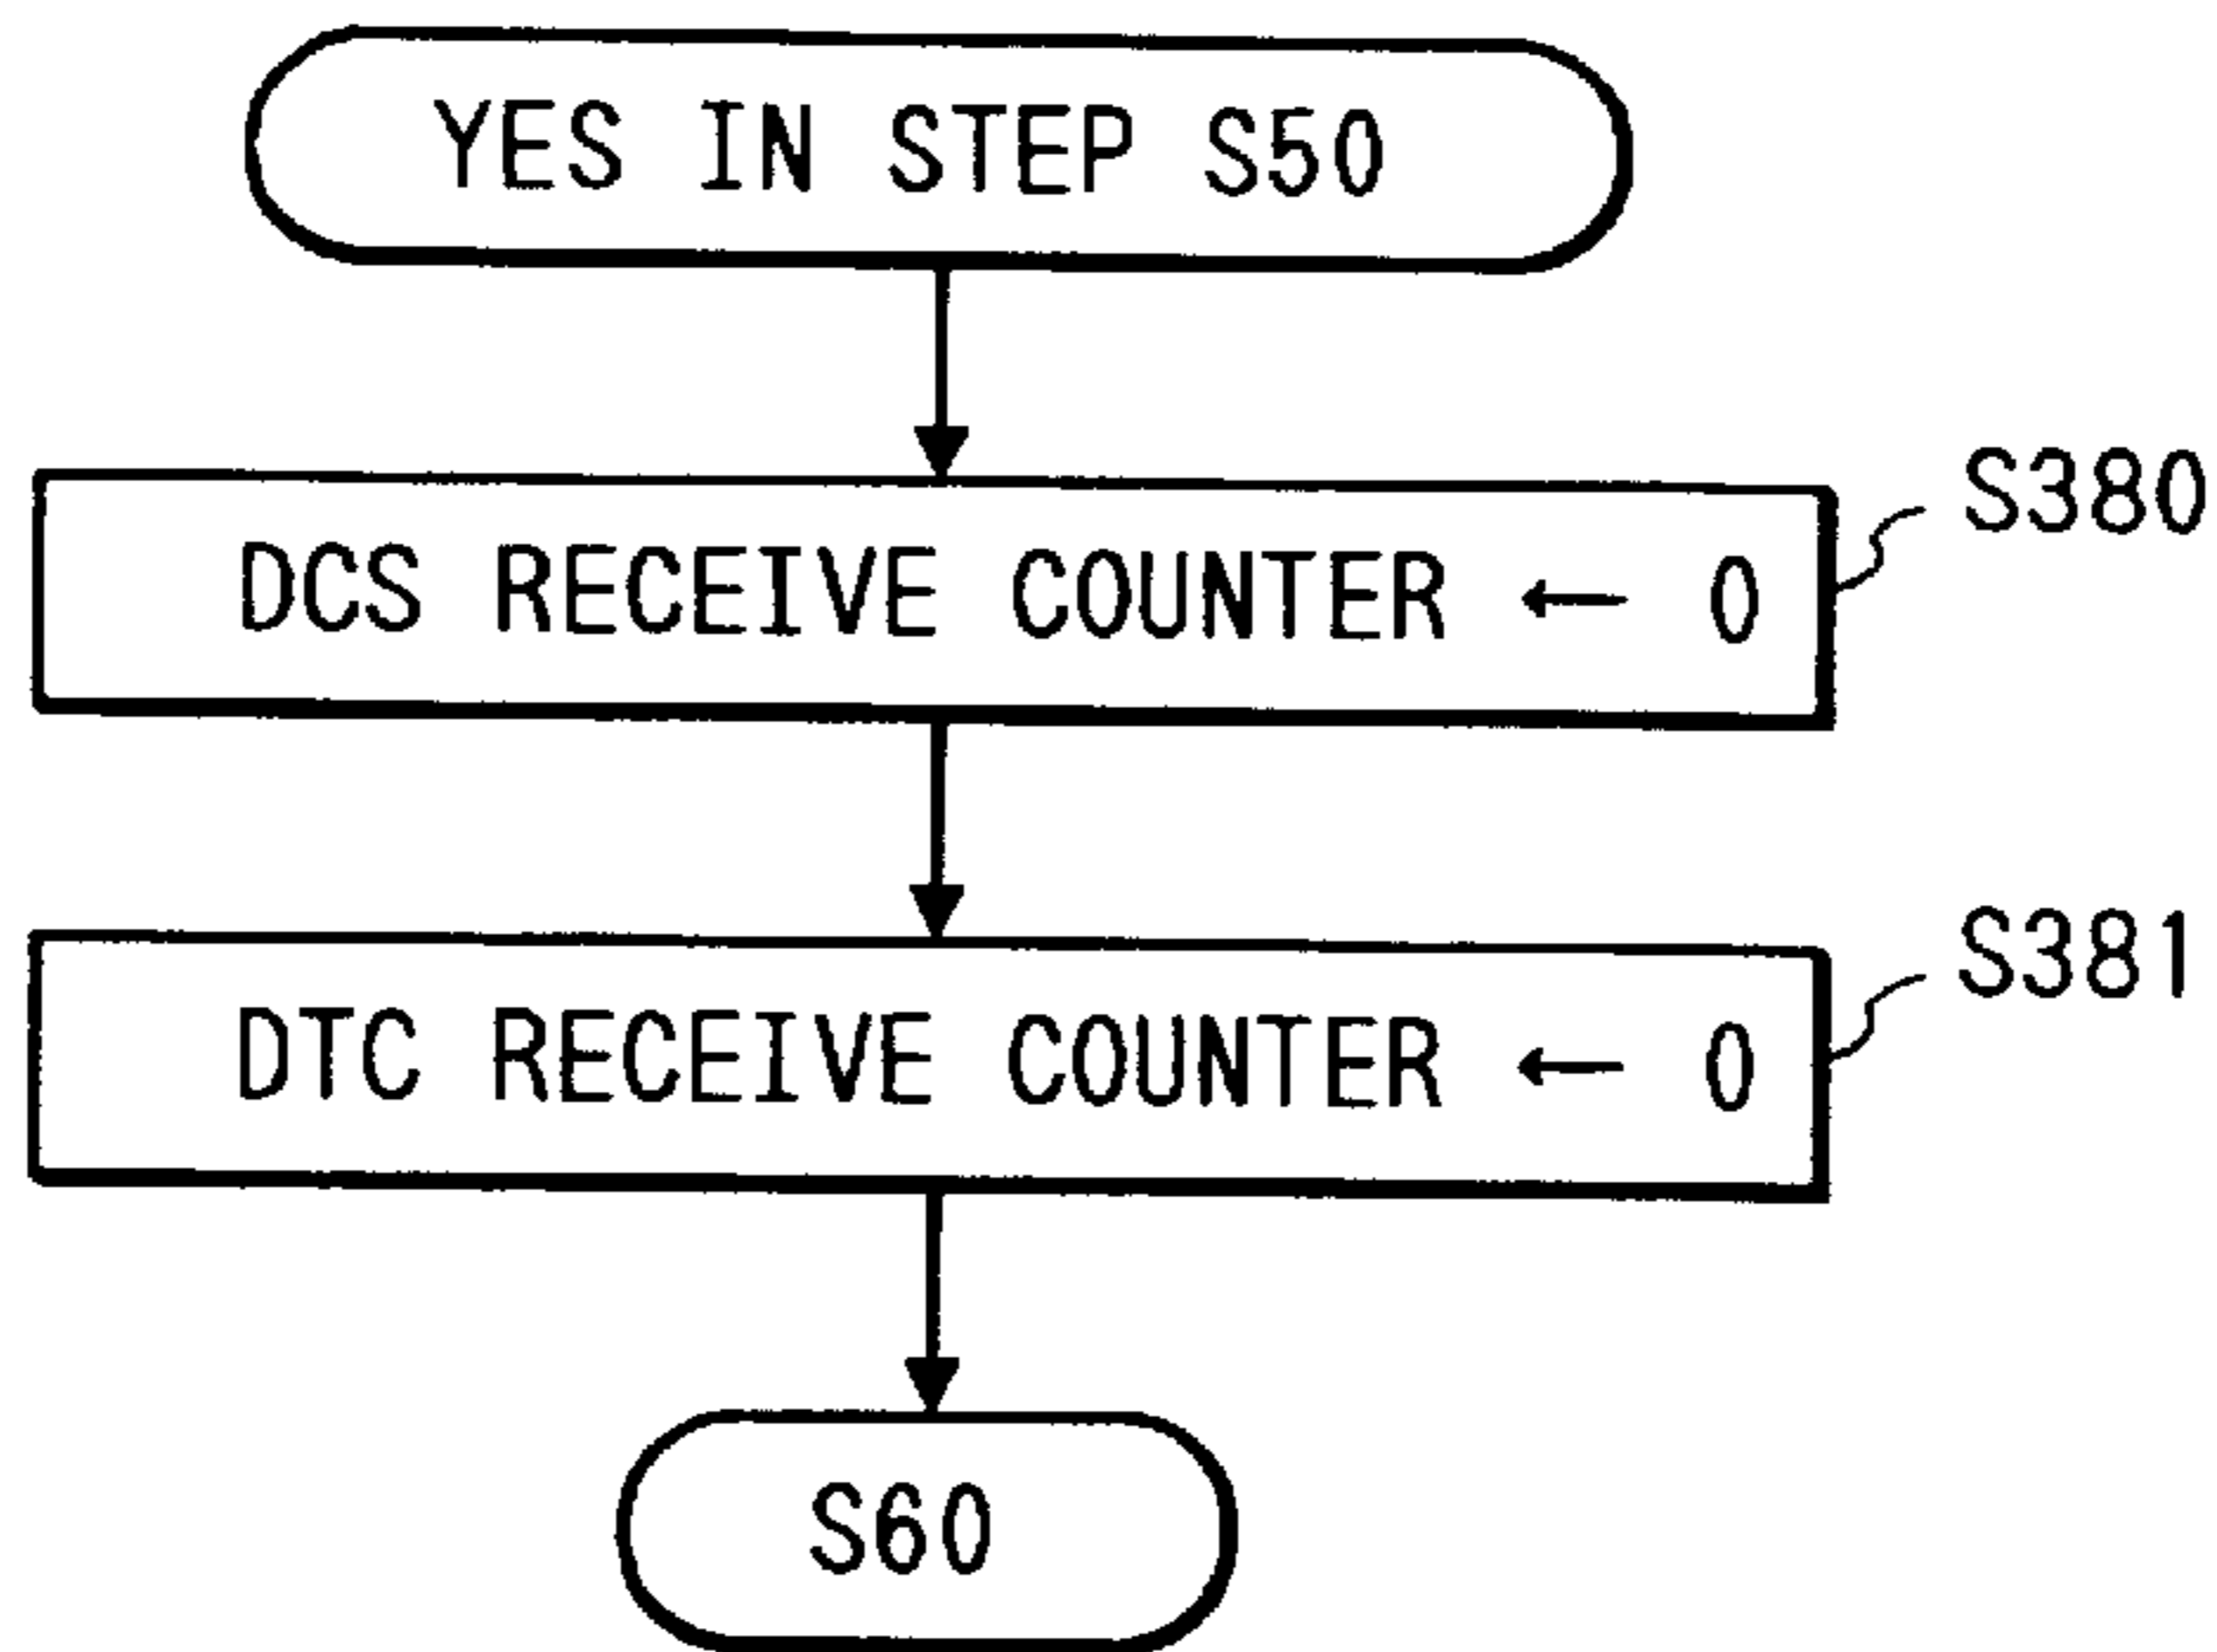 YES IN STEP S50
S380
DCS RECEIVE COUNTER ← 0
S381
DTC RECEIVE COUNTER ← 0
S60